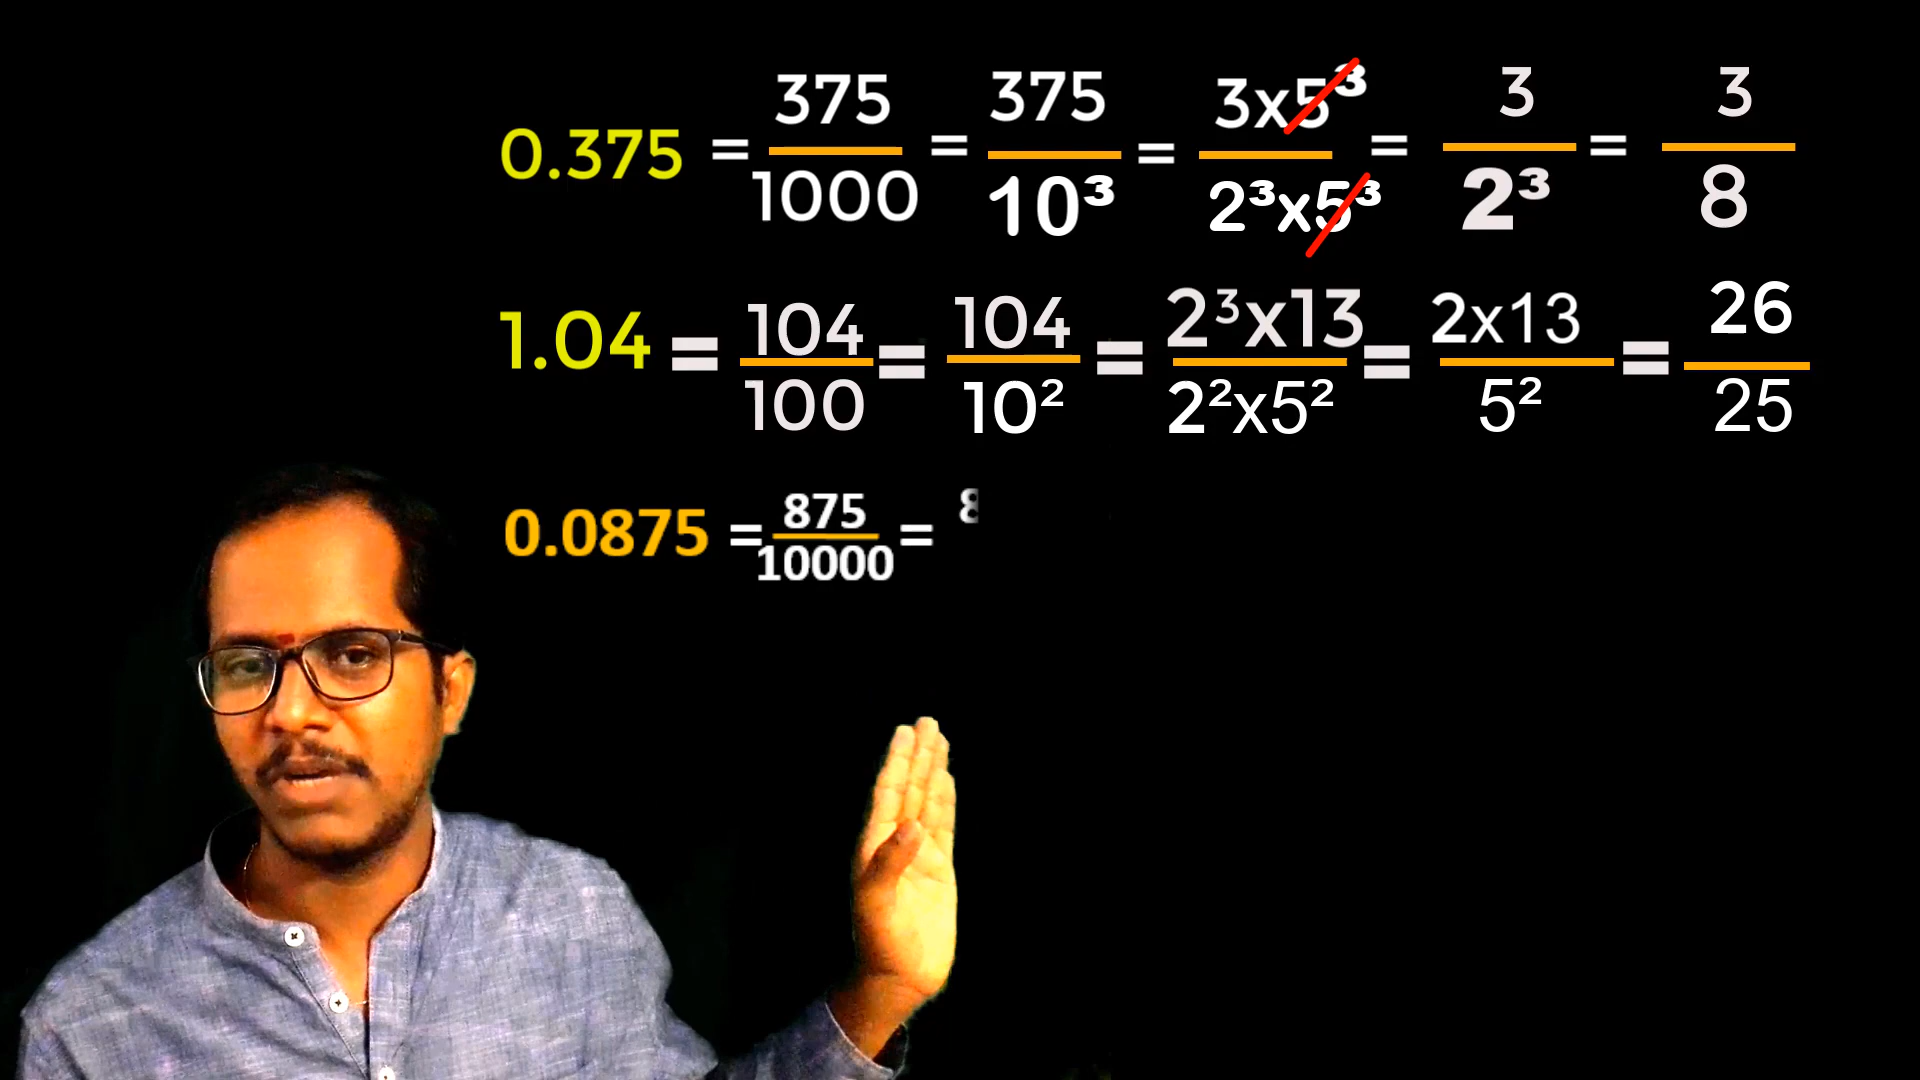 0.375 = 375/1000 = 375/10³ = 3x5³/2³x5³ = 3/2³ = 3/8
1.04 = 104/100 = 104/10² = 2³x13/2²x5² = 2x13/5² = 26/25
0.0875 = 875/10000 = 8